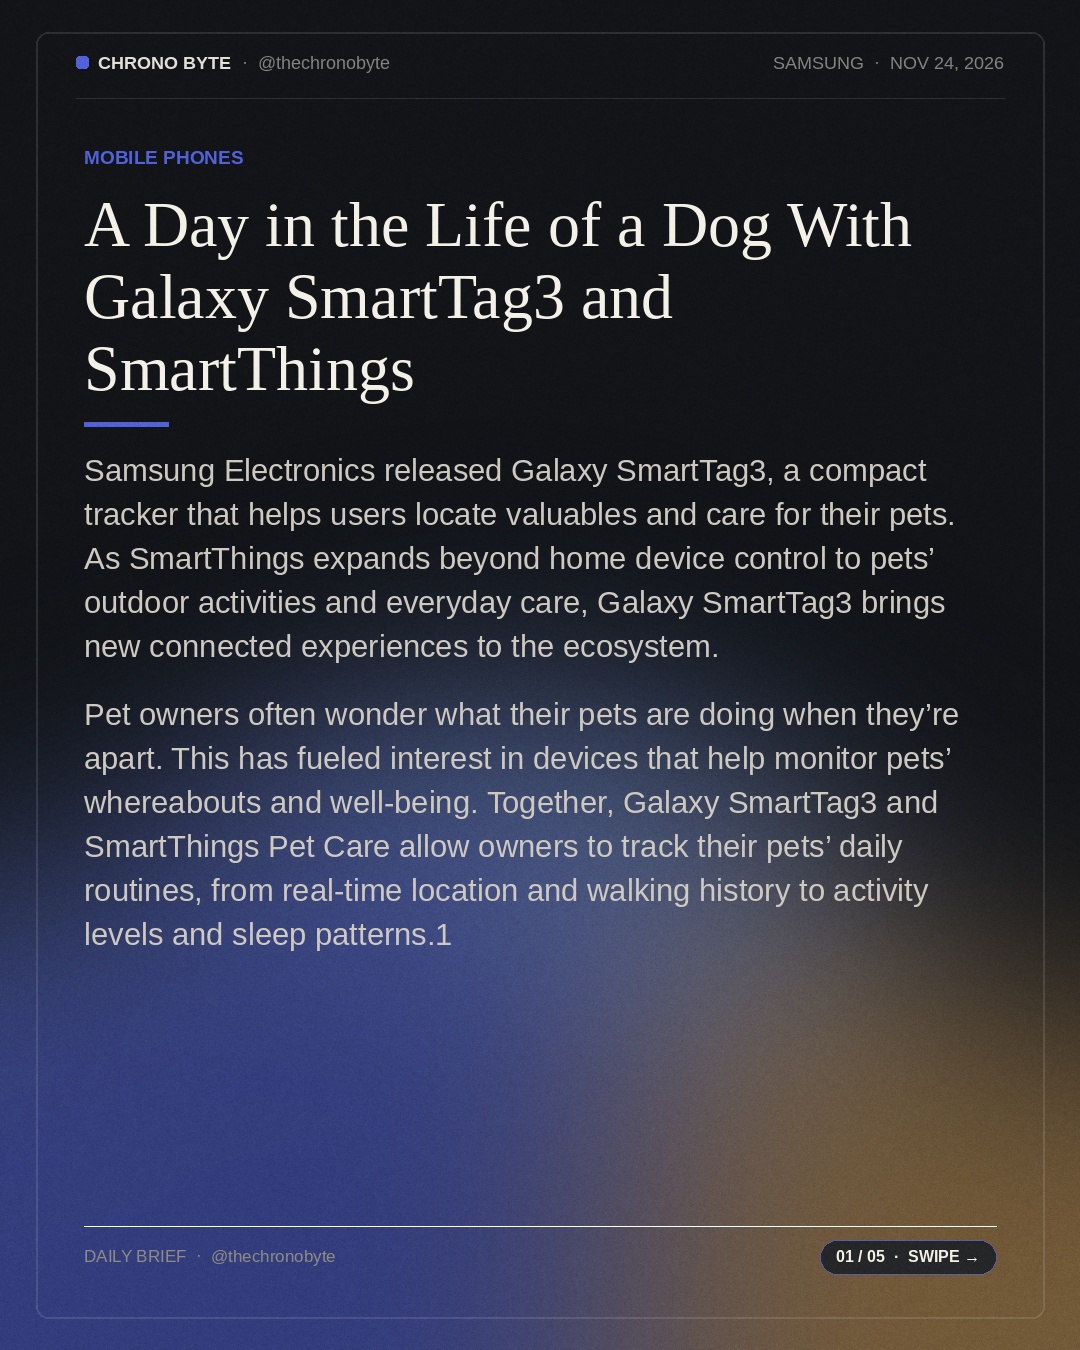 CHRONO BYTE · @thechronobyte
SAMSUNG · NOV 24, 2026
MOBILE PHONES
A Day in the Life of a Dog With
Galaxy SmartTag3 and
SmartThings
Samsung Electronics released Galaxy SmartTag3, a compact
tracker that helps users locate valuables and care for their pets.
As SmartThings expands beyond home device control to pets’
outdoor activities and everyday care, Galaxy SmartTag3 brings
new connected experiences to the ecosystem.
Pet owners often wonder what their pets are doing when they’re
apart. This has fueled interest in devices that help monitor pets’
whereabouts and well-being. Together, Galaxy SmartTag3 and
SmartThings Pet Care allow owners to track their pets’ daily
routines, from real-time location and walking history to activity
levels and sleep patterns.1
DAILY BRIEF · @thechronobyte
01 / 05 · SWIPE →